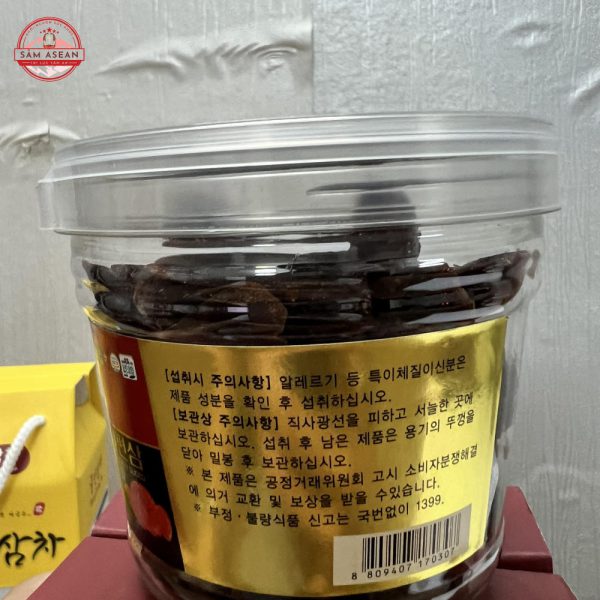 SÂM ASEAN
[섭취시 주의사항] 알레르기 등 특이체질이신분은
제품 성분을 확인 후 섭취하십시오.
[보관상 주의사항] 직사광선을 피하고 서늘한 곳에
보관하십시오. 섭취 후 남은 제품은 용기의 뚜껑을
닫아 밀봉 후 보관하십시오.
※ 본 제품은 공정거래위원회 고시 소비자분쟁해결
에 의거 교환 및 보상을 받을 수있습니다.
※ 부정·불량식품 신고는 국번없이 1399.
8 809407 170307
삼차